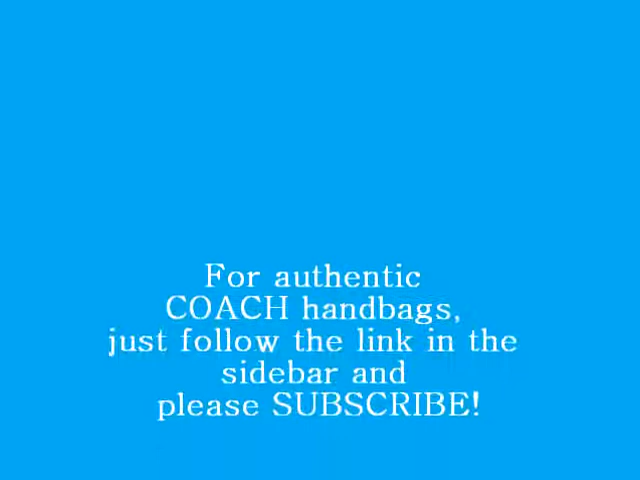 For authentic
COACH handbags,
just follow the link in the
sidebar and
please SUBSCRIBE!